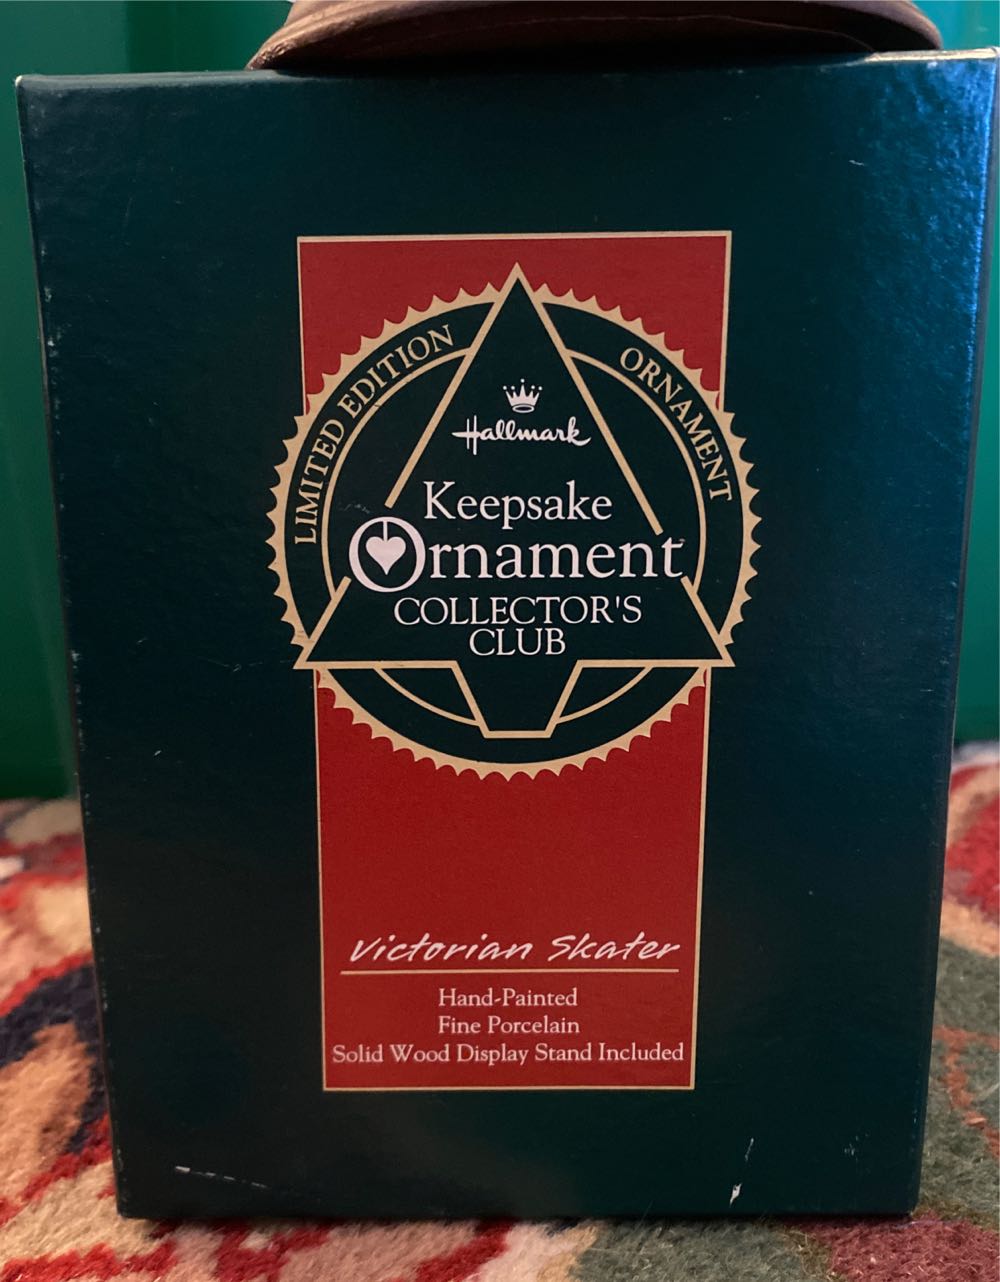 LIMITED EDITION
ORNAMENT
Hallmark
Keepsake
Ornament
COLLECTOR'S
CLUB
Victorian Skater
Hand-Painted
Fine Porcelain
Solid Wood Display Stand Included